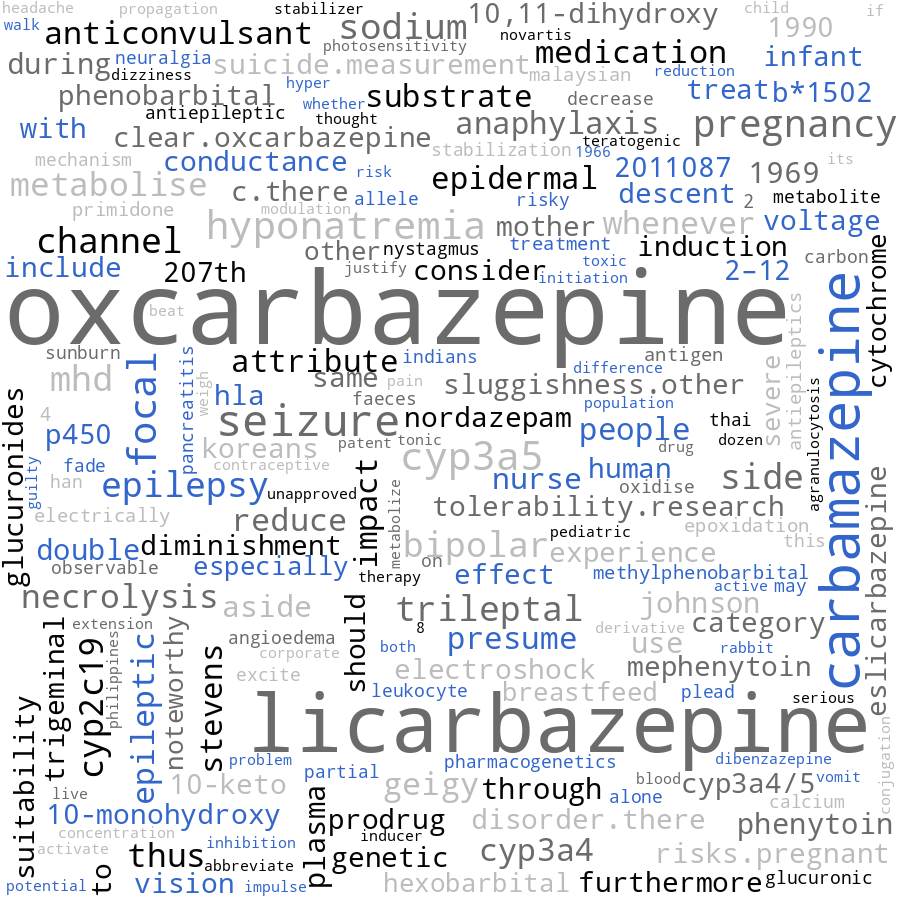 headache
propagation
stabilizer
10,11-dihydroxy
child
if
walk
anticonvulsant
sodium
novartis
1990
during
neuralgia
photosensitivity
medication
infant
dizziness
suicide.measurement
malaysian
reduction
hyper
phenobarbital
whether
substrate
decrease
treat
b*1502
antiepileptic
thought
anaphylaxis
pregnancy
with
clear.oxcarbazepine
teratogenic
mechanism
conductance
stabilization
1966
2011087
1969
its
risk
epidermal
metabolise
c.there
allele
risky
descent
2
metabolite
primidone
modulation
hyponatremia
mother
whenever
voltage
channel
other
nystagmus
treatment
induction
carbon
include
207th
justify
consider
toxic
initiation
2–12
cytochrome
oxcarbazepine
beat
sunburn
attribute
indians
antigen
mhd
focal
pancreatitis
weigh
same
pain
difference
severe
antiepileptics
carbamazepine
hla
faeces
sluggishness.other
glucuronides
4
p450
seizure
nordazepam
population
thai
agranulocytosis
koreans
patent
tonic
people
drug
dozen
fade
guilty
contraceptive
cyp3a5
human
side
han
epilepsy
unapproved
impact
metabolize
nurse
oxidise
electrically
reduce
tolerability.research
eslicarbazepine
double
diminishment
bipolar
pediatric
epoxidation
this
observable
especially
on
experience
therapy
effect
methylphenobarbital
active
may
necrolysis
aside
should
trileptal
johnson
extension
8
category
trigeminal
cyp2c19
philippines
epileptic
noteworthy
angioedema
corporate
both
presume
derivative
use
rabbit
stevens
excite
electroshock
mephenytoin
leukocyte
breastfeed
plead
serious
licarbazepine
suitability
problem
partial
pharmacogenetics
dibenzazepine
conjugation
live
10-keto
geigy
through
blood
cyp3a4/5
vomit
alone
calcium
10-monohydroxy
plasma
prodrug
disorder.there
phenytoin
concentration
inducer
activate
inhibition
to
thus
abbreviate
genetic
cyp3a4
risks.pregnant
potential
vision
impulse
hexobarbital
furthermore
glucuronic